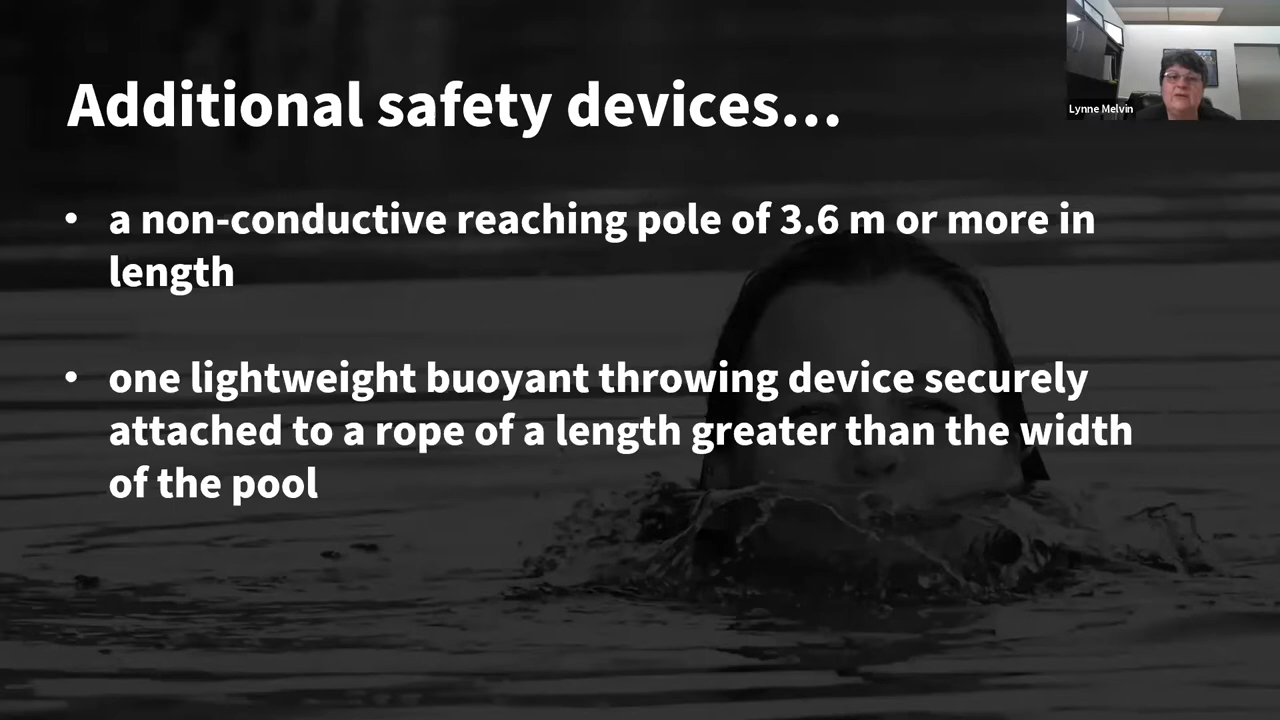 Additional safety devices...
Lynne Melvin
• a non-conductive reaching pole of 3.6 m or more in
length
• one lightweight buoyant throwing device securely
attached to a rope of a length greater than the width
of the pool